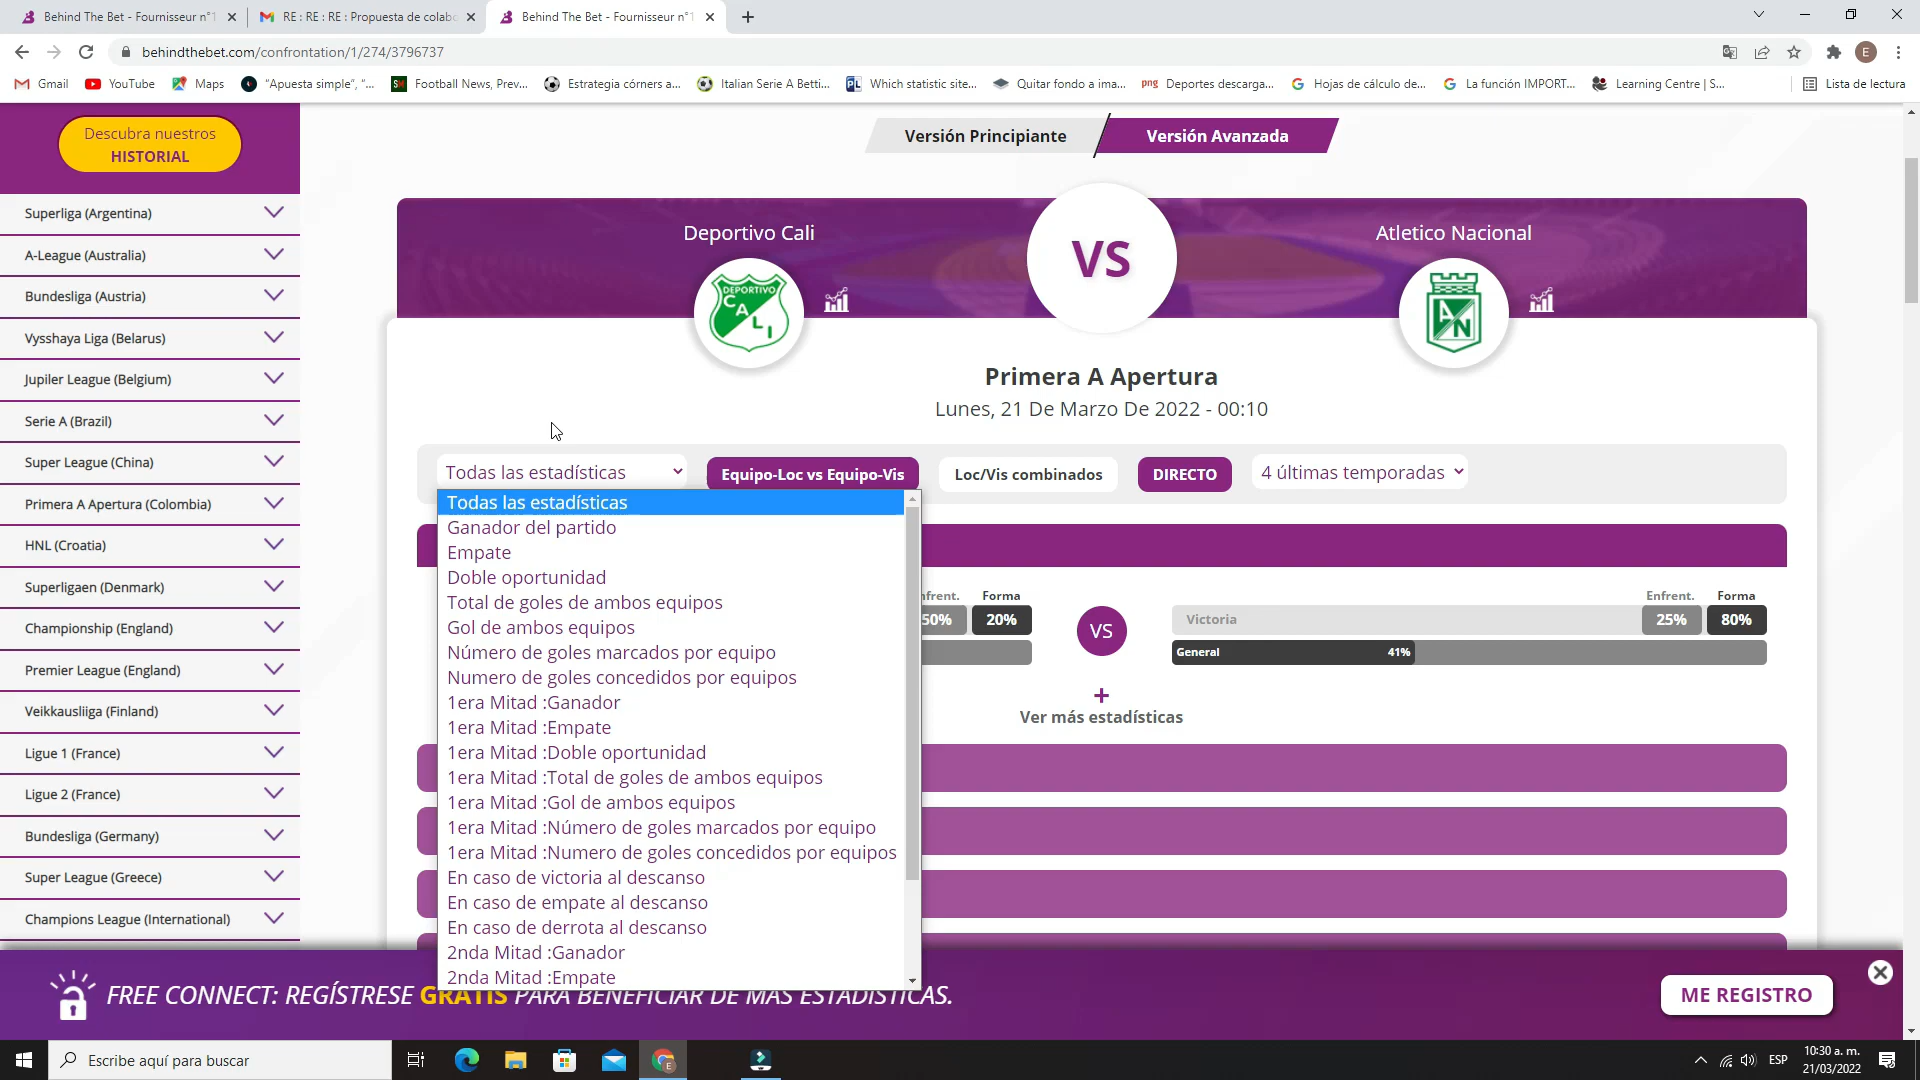 Behind The Bet - Fournisseur n°1
RE : RE : RE : Propuesta de colab
Behind The Bet - Fournisseur n°1
behindthebet.com/confrontation/1/274/3796737
E
Gmail
YouTube
Maps
"Apuesta simple", "...
Football News, Prev...
Estrategia córners a...
Italian Serie A Betti...
Which statistic site...
Quitar fondo a ima...
png
Deportes descarga...
Hojas de cálculo de...
La función IMPORT...
Learning Centre | S...
Lista de lectura
Descubra nuestros
HISTORIAL
Superliga (Argentina)
A-League (Australia)
Bundesliga (Austria)
Vysshaya Liga (Belarus)
Jupiler League (Belgium)
Serie A (Brazil)
Super League (China)
Primera A Apertura (Colombia)
HNL (Croatia)
Superligaen (Denmark)
Championship (England)
Premier League (England)
Veikkausliiga (Finland)
Ligue 1 (France)
Ligue 2 (France)
Bundesliga (Germany)
Super League (Greece)
Champions League (International)
Versión Principiante
Versión Avanzada
Deportivo Cali
VS
Atletico Nacional
DEPORTIVO
CALI
AN
Primera A Apertura
Lunes, 21 De Marzo De 2022 - 00:10
Todas las estadísticas
Equipo-Loc vs Equipo-Vis
Loc/Vis combinados
DIRECTO
4 últimas temporadas
Todas las estadísticas
Ganador del partido
Empate
Doble oportunidad
Total de goles de ambos equipos
Gol de ambos equipos
Número de goles marcados por equipo
Numero de goles concedidos por equipos
1era Mitad :Ganador
1era Mitad :Empate
1era Mitad :Doble oportunidad
1era Mitad :Total de goles de ambos equipos
1era Mitad :Gol de ambos equipos
1era Mitad :Número de goles marcados por equipo
1era Mitad :Numero de goles concedidos por equipos
En caso de victoria al descanso
En caso de empate al descanso
En caso de derrota al descanso
2nda Mitad :Ganador
2nda Mitad :Empate
nfrent.
Forma
50%
20%
VS
Enfrent.
Forma
Victoria
25%
80%
General
41%
+
Ver más estadísticas
FREE CONNECT: REGÍSTRESE GRATIS PARA BENEFICIAR DE MÁS ESTADÍSTICAS.
ME REGISTRO
Escribe aquí para buscar
ESP
10:30 a. m.
21/03/2022